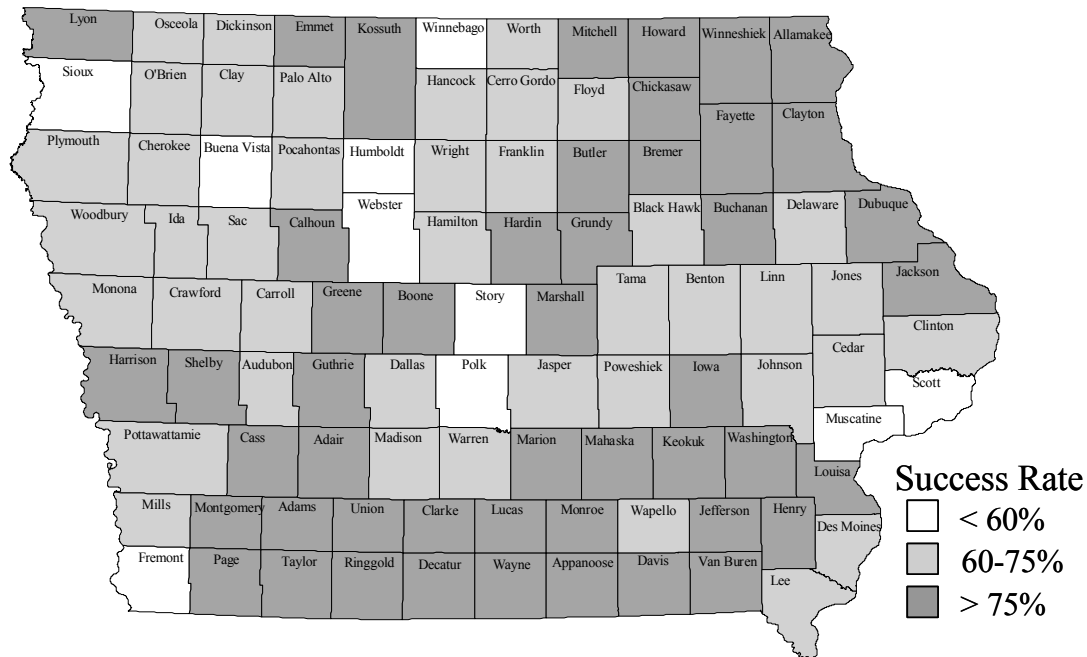 Lyon Osceola Dickinson Emmet Kossuth Winnebago Worth Mitchell Howard Winneshiek Allamakee
Sioux O'Brien Clay Palo Alto Hancock Cerro Gordo Floyd Chickasaw
Fayette Clayton
Plymouth Cherokee Buena Vista Pocahontas Humboldt Wright Franklin Butler Bremer
Woodbury Ida Sac Calhoun Webster Hamilton Hardin Grundy Black Hawk Buchanan Delaware Dubuque
Monona Crawford Carroll Greene Boone Story Marshall Tama Benton Linn Jones Jackson
Clinton
Cedar
Harrison Shelby Audubon Guthrie Dallas Polk Jasper Poweshiek Iowa Johnson Scott
Muscatine
Pottawattamie Cass Adair Madison Warren Marion Mahaska Keokuk Washington
Louisa
Mills Montgomery Adams Union Clarke Lucas Monroe Wapello Jefferson Henry Des Moines
Fremont Page Taylor Ringgold Decatur Wayne Appanoose Davis Van Buren Lee
Success Rate
< 60%
60-75%
> 75%